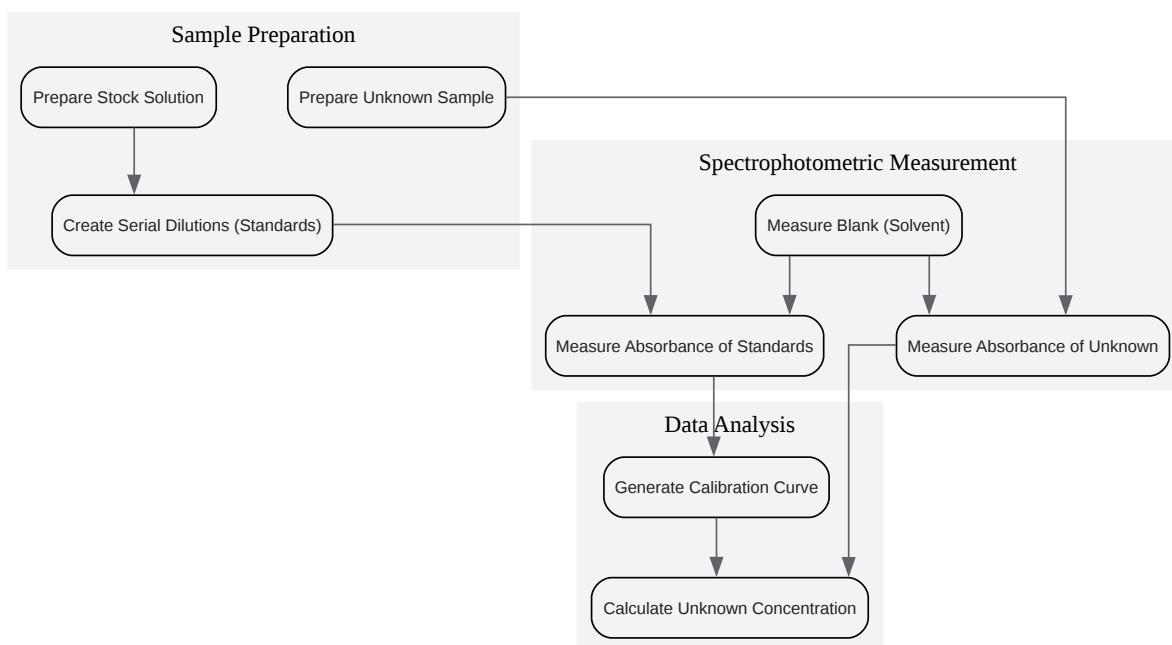 Sample Preparation
Prepare Stock Solution
Prepare Unknown Sample
Create Serial Dilutions (Standards)
Spectrophotometric Measurement
Measure Blank (Solvent)
Measure Absorbance of Standards
Measure Absorbance of Unknown
Data Analysis
Generate Calibration Curve
Calculate Unknown Concentration